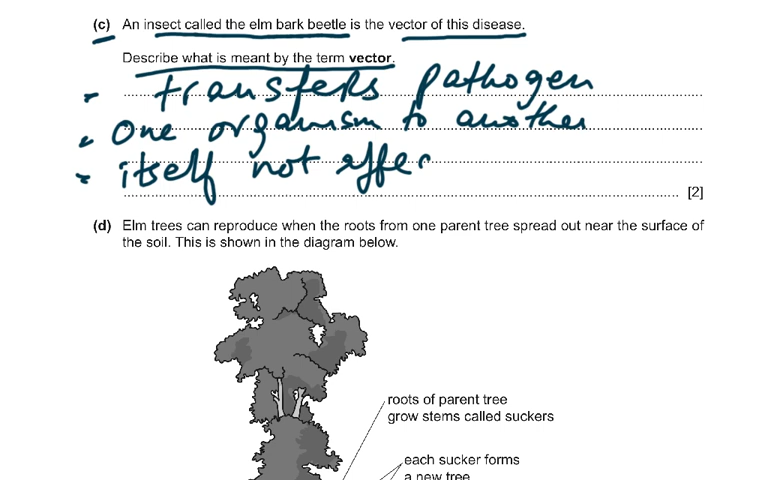 (c) An insect called the elm bark beetle is the vector of this disease.
Describe what is meant by the term vector.
- transfers pathogen
- One organism to another
- itself not effec
[2]
(d) Elm trees can reproduce when the roots from one parent tree spread out near the surface of
the soil. This is shown in the diagram below.
roots of parent tree
grow stems called suckers
each sucker forms
a new tree